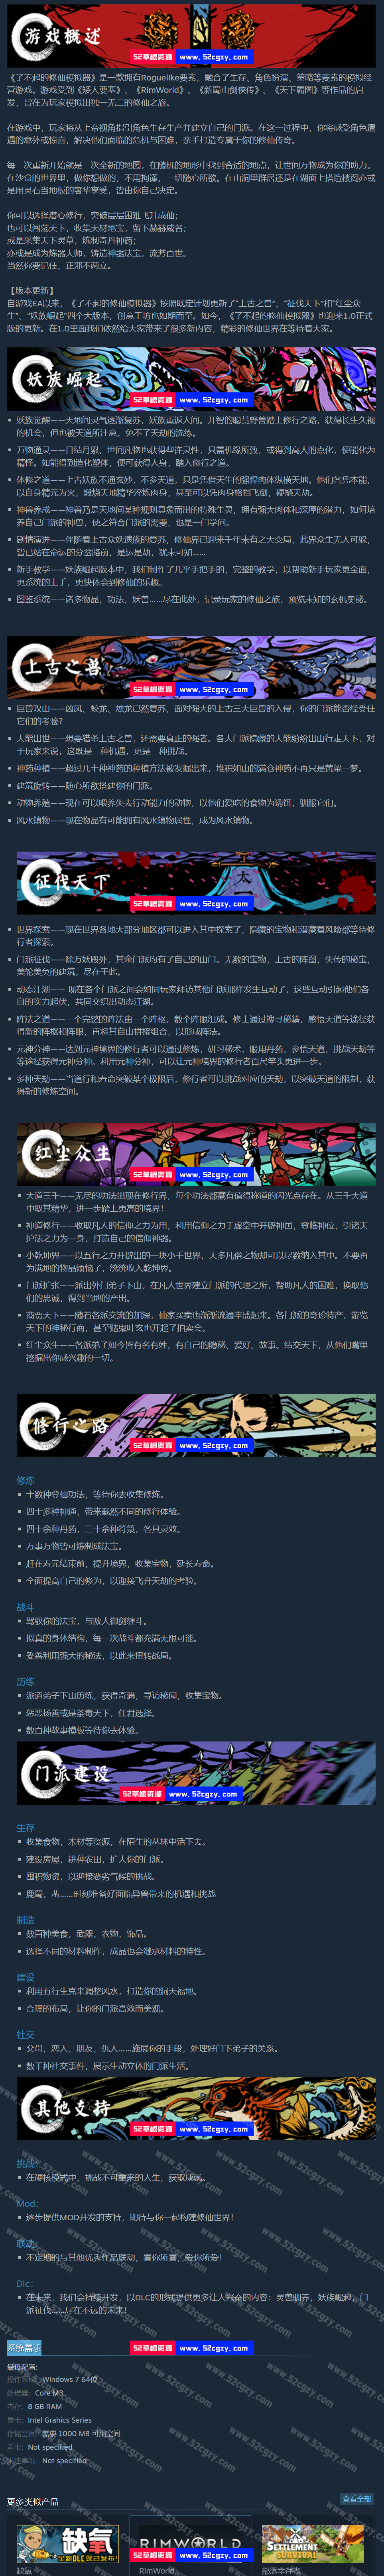 游戏概述
52草根资源 www.52cgzy.com
《了不起的修仙模拟器》是一款拥有Roguelike要素，融合了生存、角色扮演、策略等要素的模拟经
营游戏。游戏受到《矮人要塞》、《RimWorld》、《新蜀山剑侠传》、《天下霸图》等作品的启
发，旨在为玩家模拟出独一无二的修仙之旅。
在游戏中，玩家将从上帝视角指引角色生存生产并建立自己的门派。在这一过程中，你将感受角色遭
遇的意外或惊喜，解决他们面临的危机与困难，亲手打造专属于你的修仙传奇。
每一次重新开始就是一次全新的地图，在随机的地形中找到合适的地点，让世间万物成为你的助力。
在沙盒的世界里，做你想做的，不用拘谨，一切随心所欲。在山洞里群居还是在湖面上搭造楼阁亦或
是用灵石当地板的奢华享受，皆由你自己决定。
你可以选择潜心修行，突破层层困难飞升成仙；
也可以闯荡天下，收集天材地宝，留下赫赫威名；
或是采集天下灵草，炼制奇丹神药；
亦或是成为炼器大师，铸造神器法宝，流芳百世。
当然你要记住，正邪不两立。
【版本更新】
自游戏EA以来，《了不起的修仙模拟器》按照既定计划更新了"上古之兽"、"征伐天下"和"红尘众
生"、"妖族崛起"四个大版本，创意工坊也如期而至。如今，《了不起的修仙模拟器》也迎来1.0正式
版的更新。在1.0里面我们依然给大家带来了很多新内容，精彩的修仙世界在等待着大家。
妖族崛起
52草根资源 www.52cgzy.com
妖族觉醒——天地间灵气逐渐复苏，妖族重返人间。开智的聪慧野兽踏上修行之路，获得长生久视
的机会，但也被天道所注意，免不了天劫的洗练。
万物通灵——日结月累，世间凡物也获得些许灵性，只需机缘所致，或得到高人的点化，便能化为
精怪。如能得到造化塑体，便可获得人身，踏入修行之道。
体修之道——上古妖族不通玄妙，不参天道，只是凭借天生的强悍肉体纵横天地。他们各凭本能，
以自身精元为火，煅烧天地精华淬炼肉身，甚至可以凭肉身格挡飞剑，硬撼天劫。
神兽养成——神兽乃是天地间某种规则具象而出的特殊生灵，拥有强大肉体和深厚的潜力，如何培
养自己门派的神兽，使之符合门派的需要，也是一门学问。
剧情演进——伴随着上古众妖遗族的复苏，修仙界已迎来千年未有之大变局，此界众生无人可躲，
皆已站在命运的分岔路前，是运是劫，犹未可知……
新手教学——妖族崛起版本中，我们制作了几乎手把手的，完整的教学，以帮助新手玩家更全面，
更系统的上手，更快体会到修仙的乐趣。
图鉴系统——诸多物品，功法，妖兽……尽在此处，记录玩家的修仙之旅，预览未知的玄机奥秘。
上古之兽
52草根资源 www.52cgzy.com
巨兽攻山——凶凤、蛟龙、烛龙已然复苏，面对强大的上古三大巨兽的入侵，你的门派能否经受住
它们的考验？
大能出世——想要猎杀上古之兽，还需要真正的强者。各大门派隐藏的大能纷纷出山行走天下，对
于玩家来说，这既是一种机遇，更是一种挑战。
神药种植——超过几十种神药的种植方法被发掘出来，堆积如山的满仓神药不再只是黄粱一梦。
建筑旋转——随心所欲搭建你的门派。
动物养殖——现在可以喂养失去行动能力的动物，以他们爱吃的食物为诱饵，驯服它们。
风水镇物——现在物品有可能拥有风水镇物属性，成为风水镇物。
征伐天下
52草根资源 www.52cgzy.com
世界探索——现在世界各地大部分地区都可以进入其中探索了，隐藏的宝物和潜藏着风险都等待修
行者探索。
门派征伐——除万妖殿外，其余门派均有了自己的山门。无数的宝物，上古的阵图，失传的秘宝，
美轮美奂的建筑，尽在于此。
动态江湖—— 现在各个门派之间会如同玩家拜访其他门派那样发生互动了，这些互动引起他们各
自的实力起伏，共同交织出动态江湖。
阵法之道——一个完整的阵法由一个阵枢，数个阵眼组成。修士通过搜寻秘籍，感悟天道等途径获
得新的阵枢和阵眼，再将其自由拼接组合，以形成阵法。
元神分神——达到元神境界的修行者可以通过修炼，研习秘术，服用丹药，参悟天道，挑战天劫等
等途径获得元神分神。利用元神分神，可以让元神境界的修行者百尺竿头更进一步。
多种天劫——当道行和寿命突破某个极限后，修行者可以挑战对应的天劫，以突破天道的限制，获
得新的修炼空间。
红尘众生
52草根资源 www.52cgzy.com
大道三千——无尽的功法出现在修行界，每个功法都藏有值得称道的闪光点存在。从三千大道
中取其精华，进一步踏上更高的境界！
神道修行——收取凡人的信仰之力为用，利用信仰之力于虚空中开辟神国，登临神位，引诸天
护法之力为一身，打造自己的信仰神器。
小乾坤界——以五行之力开辟出的一块小千世界，大多凡俗之物却可以尽数纳入其中。不要再
为满地的物品烦恼了，统统收入乾坤界。
门派扩张——派出外门弟子下山，在凡人世界建立门派的代理之所，帮助凡人的困难，换取他
们的忠诚，得到当地的产出。
商贾天下——随着各派交流的加深，仙家买卖也渐渐流通丰盛起来。各门派的奇珍特产，游览
天下的神秘行商，甚至赌鬼叶玄也开起了拍卖会。
红尘众生——各派弟子如今皆有名有姓，有自己的隐秘、爱好、故事。结交天下，从他们嘴里
挖掘出你感兴趣的一切。
修行之路
52草根资源 www.52cgzy.com
修炼
十数种登仙功法，等待你去收集修炼。
四十多种神通，带来截然不同的修行体验。
四十余种丹药，三十余种符箓，各具灵效。
万事万物皆可炼制成法宝。
赶在寿元结束前，提升境界，收集宝物，延长寿命。
全面提高自己的修为，以迎接飞升天劫的考验。
战斗
驾驭你的法宝，与敌人御剑缠斗。
拟真的身体结构，每一次战斗都充满无限可能。
妥善利用强大的秘法，以此来扭转战局。
历练
派遣弟子下山历练，获得奇遇，寻访秘闻，收集宝物。
惩恶扬善或是荼毒天下，任君选择。
数百种故事模板等待你去体验。
门派建设
52草根资源 www.52cgzy.com
生存
收集食物，木材等资源，在陌生的丛林中活下去。
建设房屋，耕种农田，扩大你的门派。
囤积物资，以迎接恶劣气候的挑战。
鹿蜀，蜚……时刻准备好面临异兽带来的机遇和挑战
制造
数百种美食，武器，衣物，饰品。
选择不同的材料制作，成品也会继承材料的特性。
建设
利用五行生克来调整风水，打造你的洞天福地。
合理的布局，让你的门派高效而美观。
社交
父母，恋人，朋友，仇人……施展你的手段，处理好门下弟子的关系。
数千种社交事件，展示生动立体的门派生活。
其他支持
52草根资源 www.52cgzy.com
挑战：
在硬核模式中，挑战不可重来的人生，获取成就。
Mod：
逐步提供MOD开发的支持，期待与你一起构建修仙世界！
联动：
不定期的与其他优秀作品联动，喜你所喜，爱你所爱！
Dlc：
在未来，我们会持续开发，以DLC的形式提供更多让人兴奋的内容：灵兽驯养，妖族崛起，门
派征伐……尽在不远的未来！
系统需求
52草根资源 www.52cgzy.com
最低配置:
操作系统: Windows 7 64位
处理器: Core M3
内存: 8 GB RAM
显卡: Intel Grahics Series
存储空间: 需要 1000 MB 可用空间
声卡: Not specified
附注事项: Not specified
更多类似产品
查看全部
缺氧
全新DLC现已发布!
RIMWORLD
SETTLEMENT SURVIVAL
52草根资源 www.52cgzy.com
缺氧
RimWorld
部落幸存者